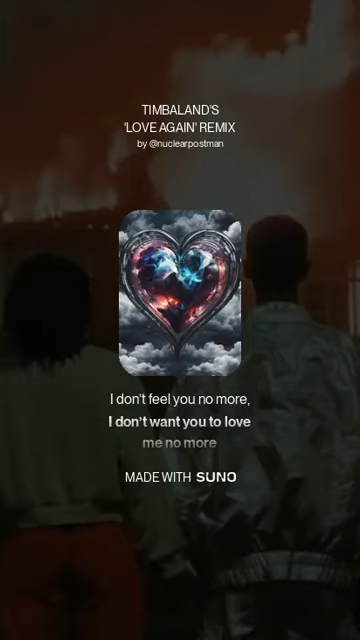 TIMBALAND'S
'LOVE AGAIN' REMIX
by @nuclearpostman
I don't feel you no more,
I don't want you to love
me no more
MADE WITH SUNO